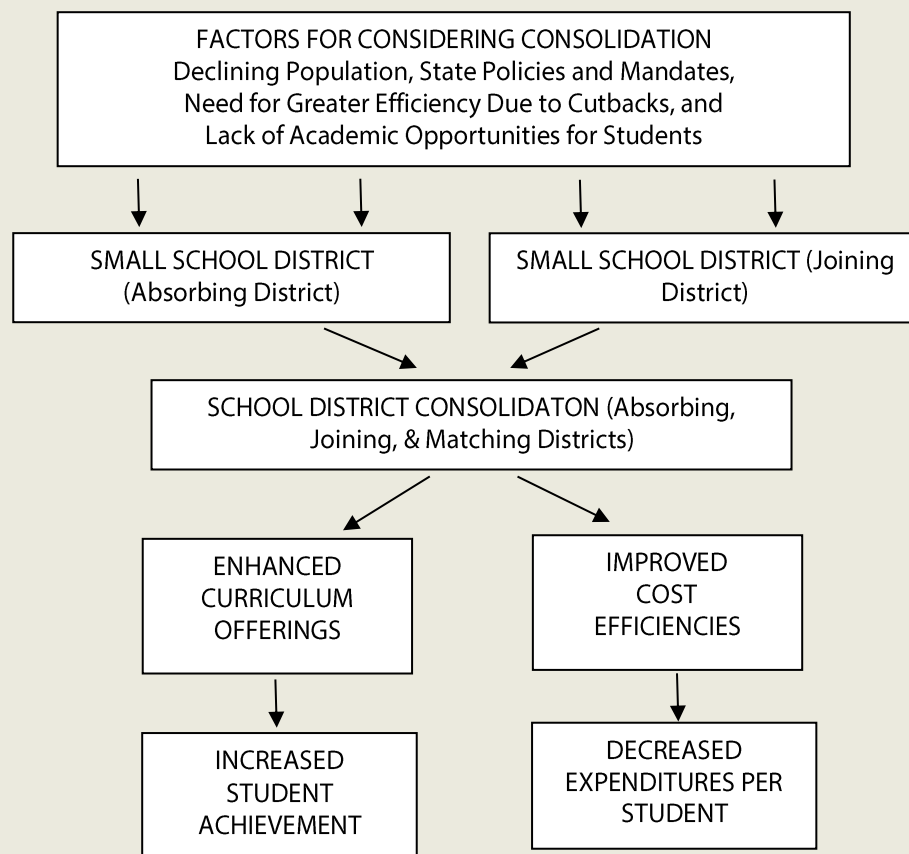 FACTORS FOR CONSIDERING CONSOLIDATION
Declining Population, State Policies and Mandates,
Need for Greater Efficiency Due to Cutbacks, and
Lack of Academic Opportunities for Students
SMALL SCHOOL DISTRICT
(Absorbing District)
SMALL SCHOOL DISTRICT (Joining
District)
SCHOOL DISTRICT CONSOLIDATON (Absorbing,
Joining, & Matching Districts)
ENHANCED
CURRICULUM
OFFERINGS
IMPROVED
COST
EFFICIENCIES
INCREASED
STUDENT
ACHIEVEMENT
DECREASED
EXPENDITURES PER
STUDENT